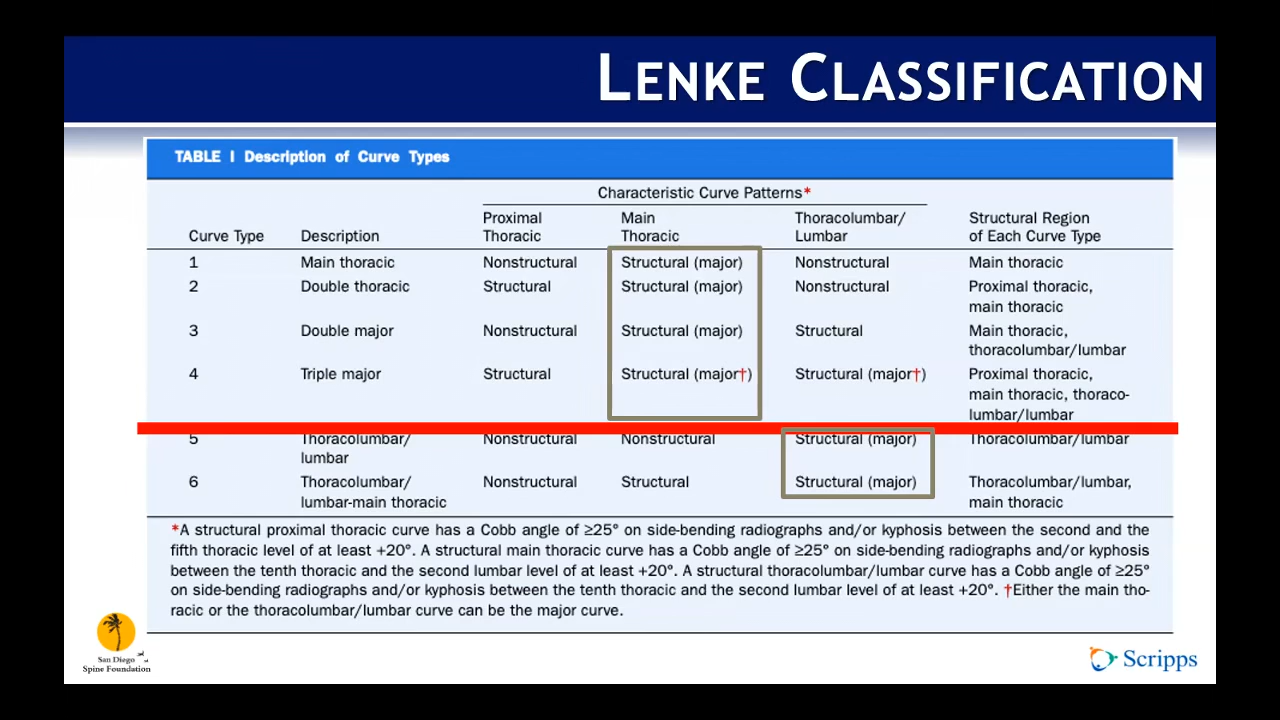 LENKE CLASSIFICATION
TABLE I Description of Curve Types
Characteristic Curve Patterns*
Curve Type Description Proximal Thoracic Main Thoracic Thoracolumbar/ Lumbar Structural Region of Each Curve Type
1 Main thoracic Nonstructural Structural (major) Nonstructural Main thoracic
2 Double thoracic Structural Structural (major) Nonstructural Proximal thoracic,
main thoracic
3 Double major Nonstructural Structural (major) Structural Main thoracic,
thoracolumbar/lumbar
4 Triple major Structural Structural (major†) Structural (major†) Proximal thoracic,
main thoracic, thoraco-
lumbar/lumbar
5 Thoracolumbar/ Nonstructural Nonstructural Structural (major) Thoracolumbar/lumbar
lumbar
6 Thoracolumbar/ Nonstructural Structural Structural (major) Thoracolumbar/lumbar,
lumbar-main thoracic main thoracic
*A structural proximal thoracic curve has a Cobb angle of ≥25° on side-bending radiographs and/or kyphosis between the second and the
fifth thoracic level of at least +20°. A structural main thoracic curve has a Cobb angle of ≥25° on side-bending radiographs and/or kyphosis
between the tenth thoracic and the second lumbar level of at least +20°. A structural thoracolumbar/lumbar curve has a Cobb angle of ≥25°
on side-bending radiographs and/or kyphosis between the tenth thoracic and the second lumbar level of at least +20°. †Either the main tho-
racic or the thoracolumbar/lumbar curve can be the major curve.
San Diego
Spine Foundation
Scripps